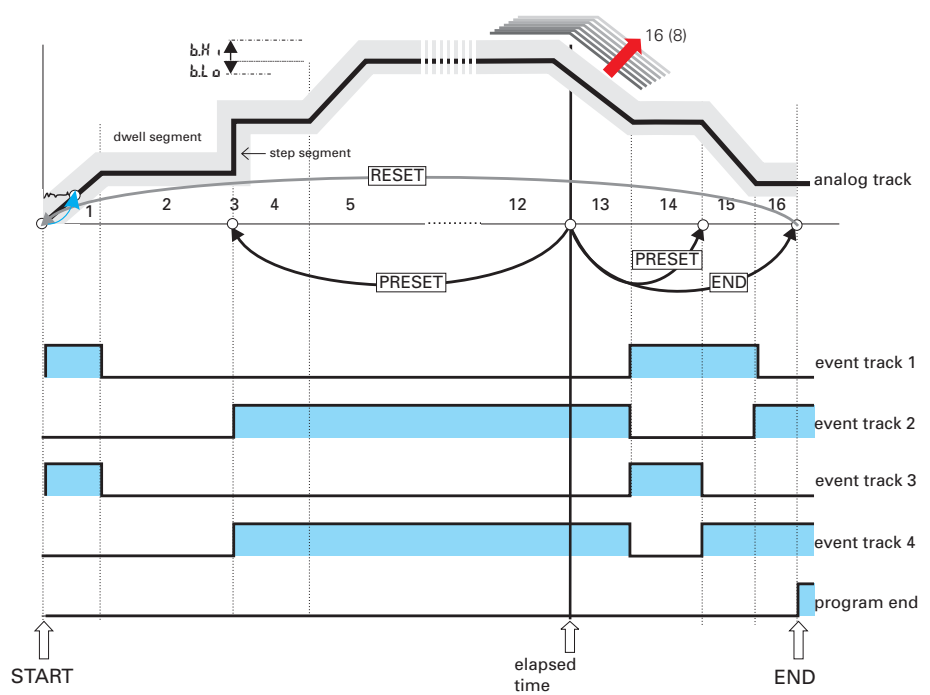 16 (8)
b.H i
b.L o
dwell segment
step segment
RESET
analog track
1 2 3 4 5 12 13 14 15 16
PRESET
PRESET
END
event track 1
event track 2
event track 3
event track 4
program end
START
elapsed
time
END